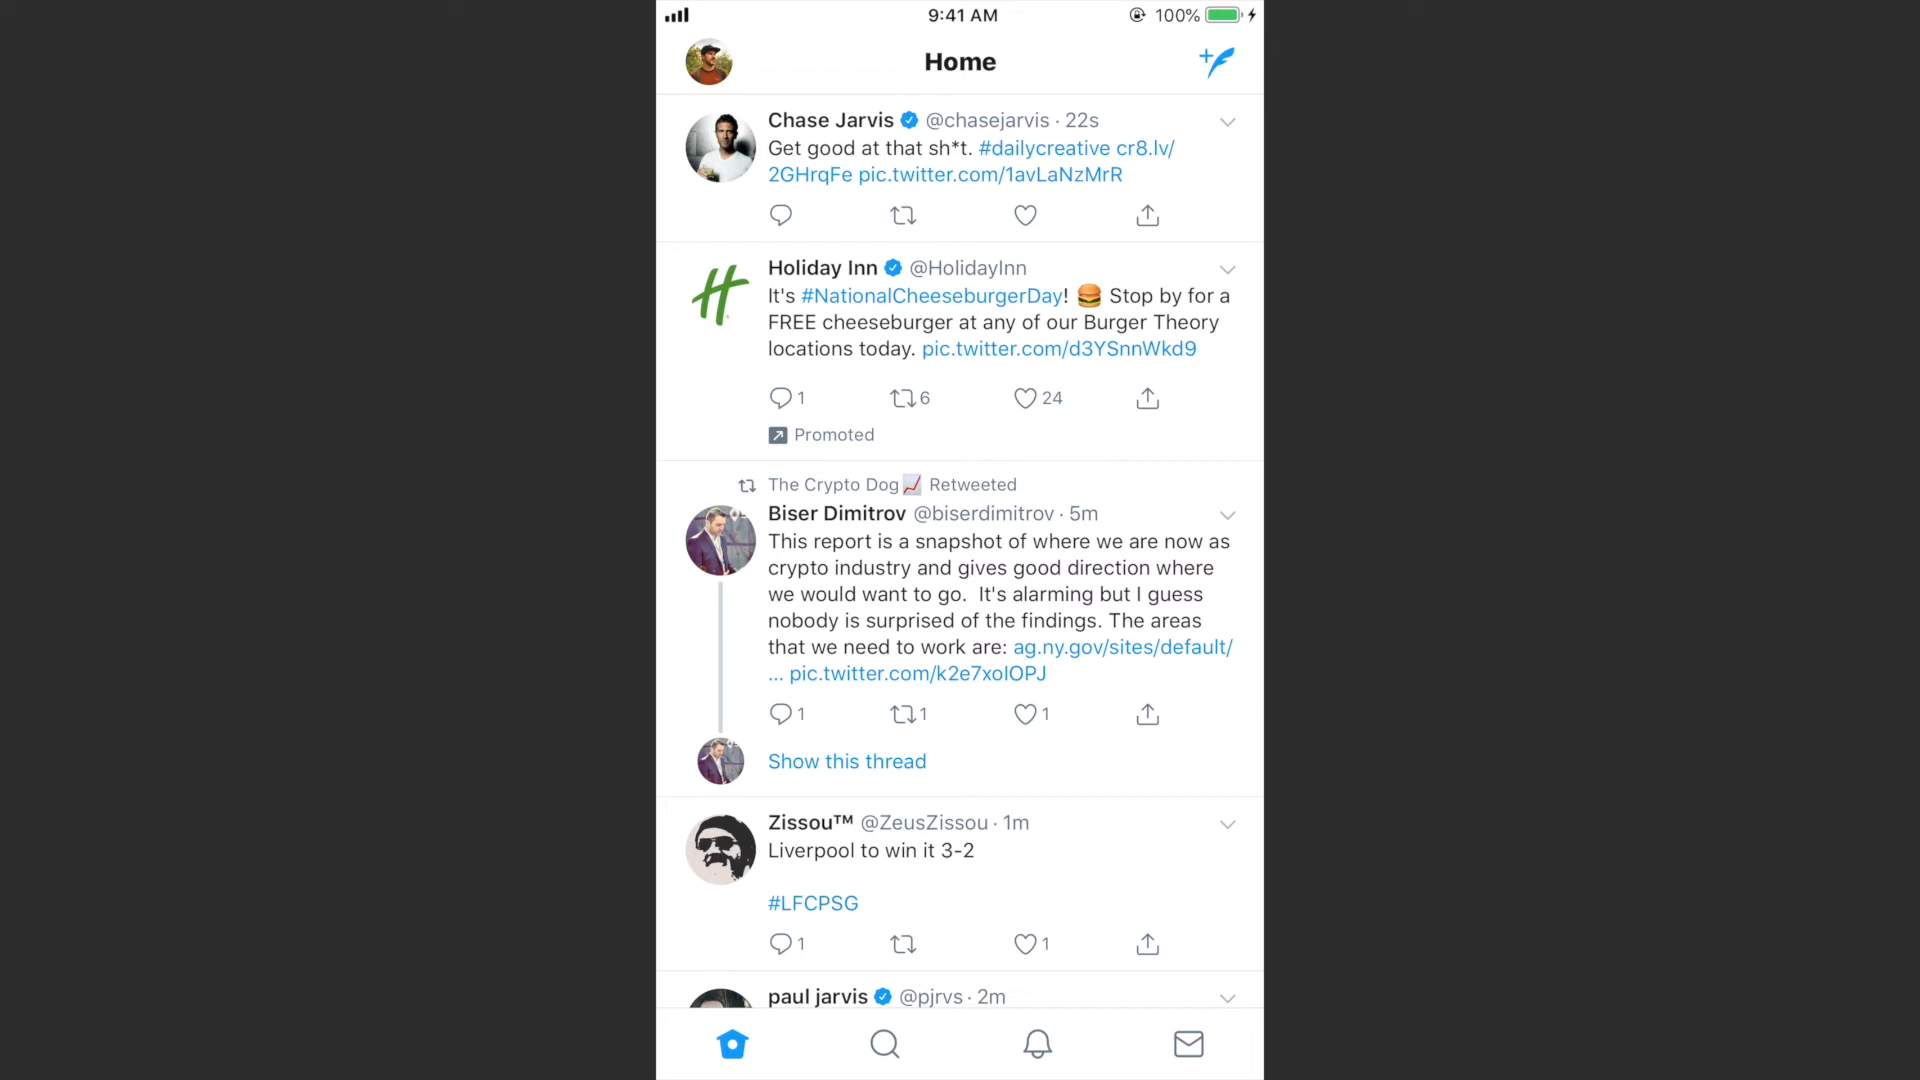 9:41 AM
100%
Home
Chase Jarvis @chasejarvis · 22s
Get good at that sh*t. #dailycreative cr8.lv/
2GHrqFe pic.twitter.com/1avLaNzMrR
Holiday Inn @HolidayInn
It's #NationalCheeseburgerDay! 🍔 Stop by for a
FREE cheeseburger at any of our Burger Theory
locations today. pic.twitter.com/d3YSnnWkd9
1 6 24
Promoted
The Crypto Dog📈 Retweeted
Biser Dimitrov @biserdimitrov · 5m
This report is a snapshot of where we are now as
crypto industry and gives good direction where
we would want to go.  It's alarming but I guess
nobody is surprised of the findings. The areas
that we need to work are: ag.ny.gov/sites/default/
... pic.twitter.com/k2e7xoIOPJ
1 1 1
Show this thread
Zissou™ @ZeusZissou · 1m
Liverpool to win it 3-2
#LFCPSG
1 1
paul jarvis @pjrvs · 2m